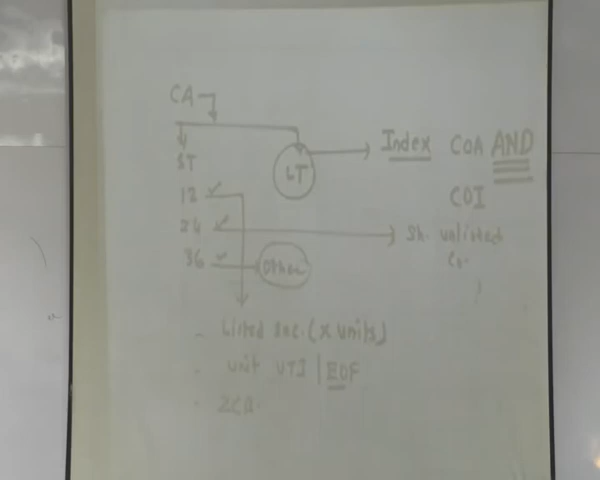 CA
Index COA AND
ST
LT
12
COI
24
Sh. unlisted
Co.
36
Other
- Listed sec. (x units)
- unit UTI | EOF
- ZCB